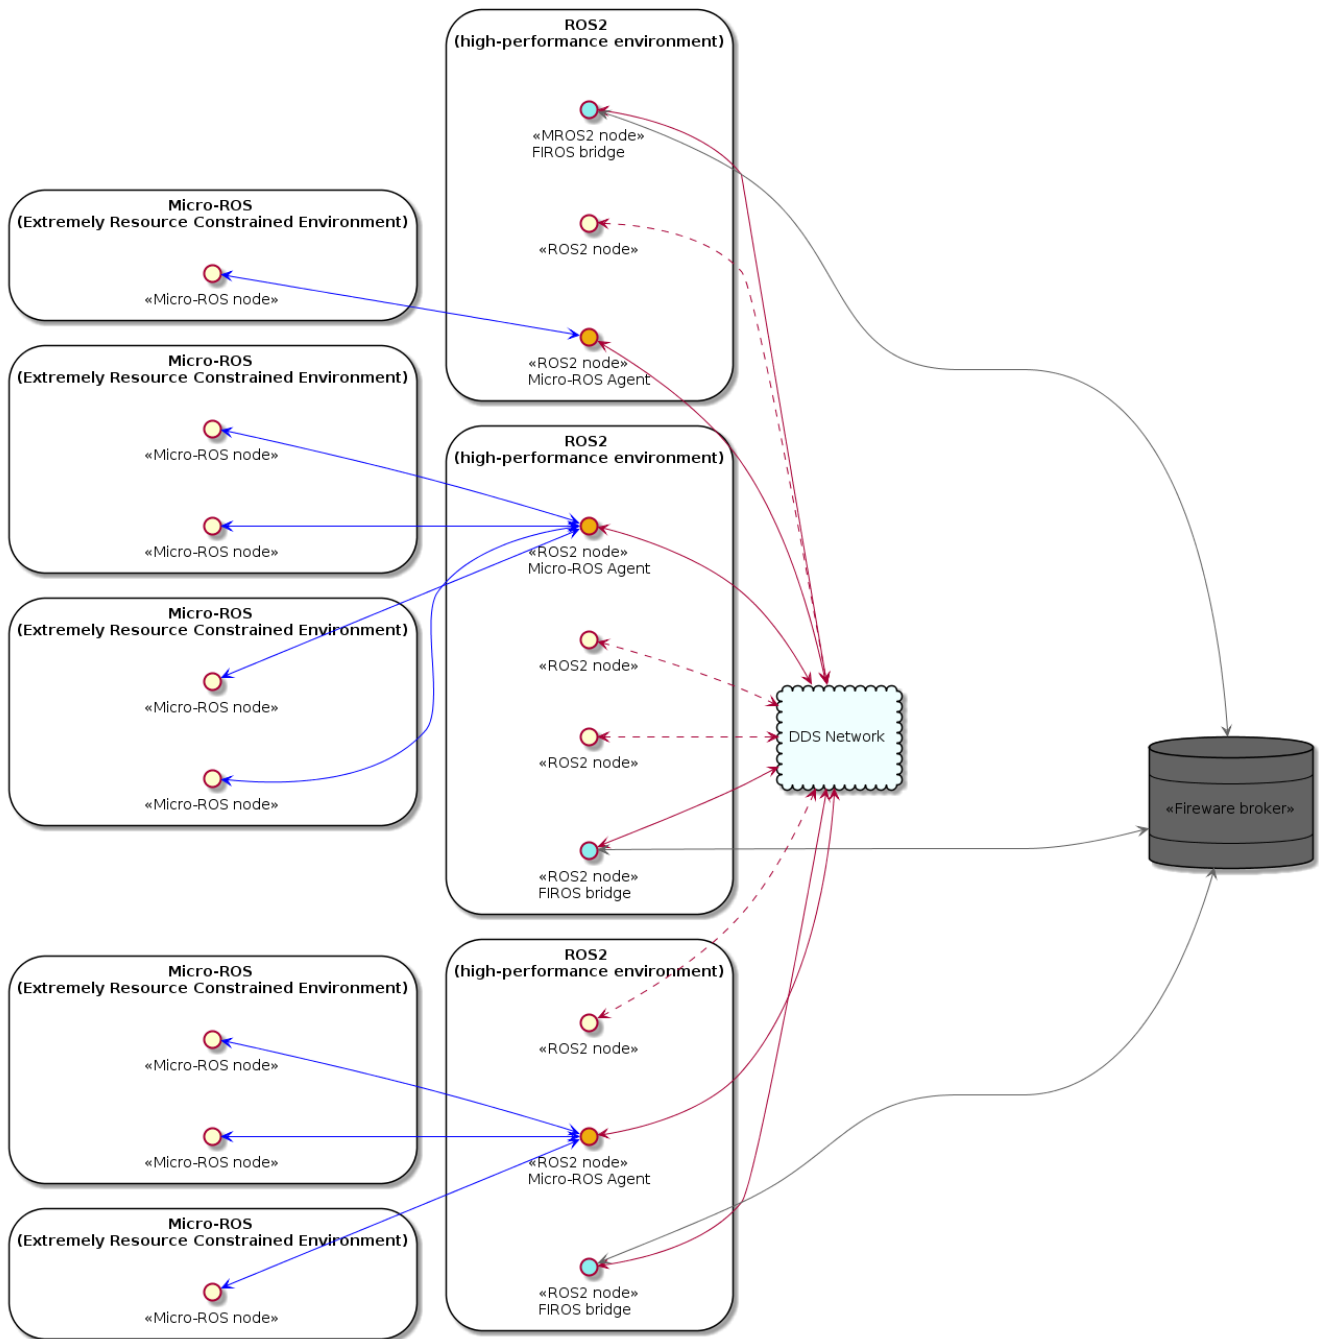 ROS2
(high-performance environment)
«MROS2 node»
FIROS bridge
«ROS2 node»
«ROS2 node»
Micro-ROS Agent
Micro-ROS
(Extremely Resource Constrained Environment)
«Micro-ROS node»
Micro-ROS
(Extremely Resource Constrained Environment)
«Micro-ROS node»
«Micro-ROS node»
ROS2
(high-performance environment)
«ROS2 node»
Micro-ROS Agent
«ROS2 node»
«ROS2 node»
«ROS2 node»
FIROS bridge
Micro-ROS
(Extremely Resource Constrained Environment)
«Micro-ROS node»
«Micro-ROS node»
DDS Network
«Fireware broker»
Micro-ROS
(Extremely Resource Constrained Environment)
«Micro-ROS node»
«Micro-ROS node»
ROS2
(high-performance environment)
«ROS2 node»
«ROS2 node»
Micro-ROS Agent
«ROS2 node»
FIROS bridge
Micro-ROS
(Extremely Resource Constrained Environment)
«Micro-ROS node»